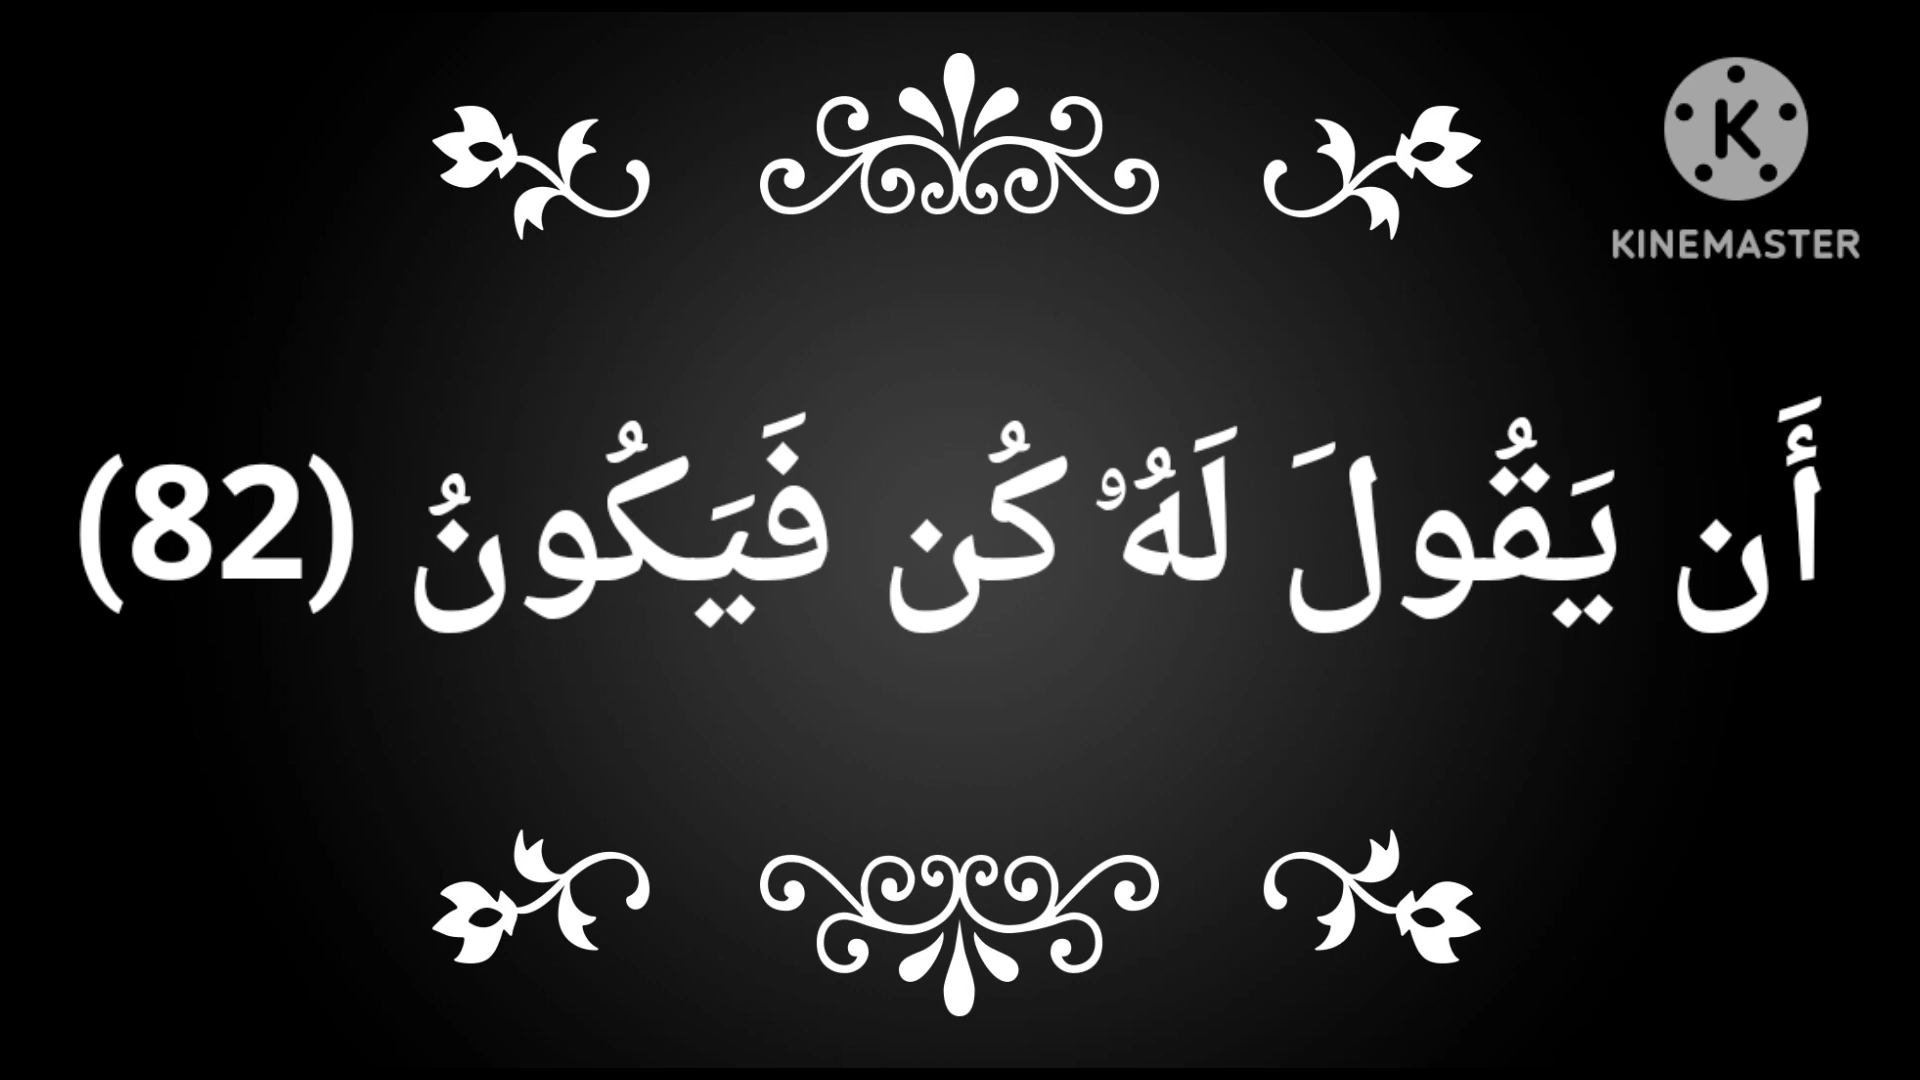 KINEMASTER
أَن يَقُولَ لَهُۥ كُن فَيَكُونُ (82)